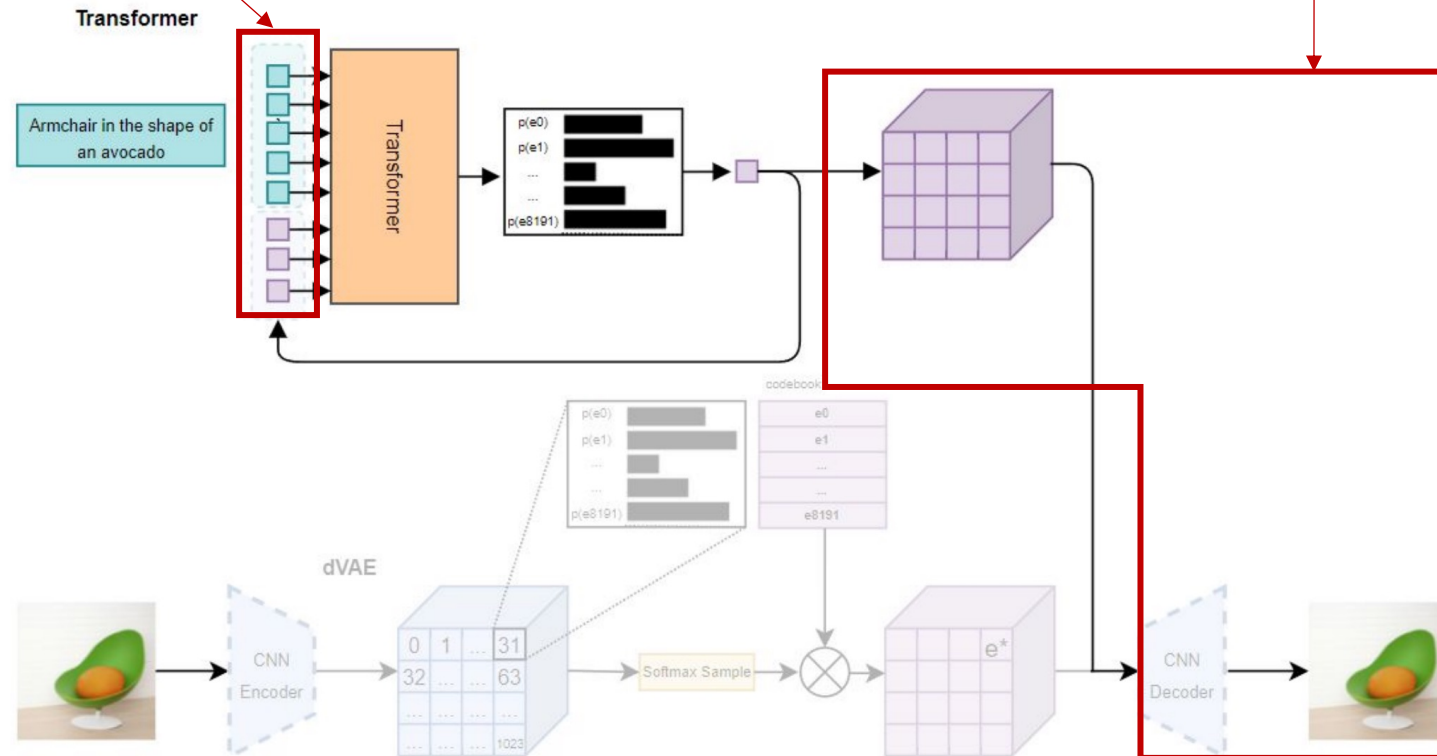 Transformer
Armchair in the shape of
an avocado
Transformer
p(e0)
p(e1)
...
...
p(e8191)
codebook
p(e0)
p(e1)
...
...
p(e8191)
e0
e1
...
...
e8191
dVAE
CNN
Encoder
0 1 ... 31
32 ... ... 63
... ... ... ...
... ... ... 1023
Softmax Sample
e*
CNN
Decoder